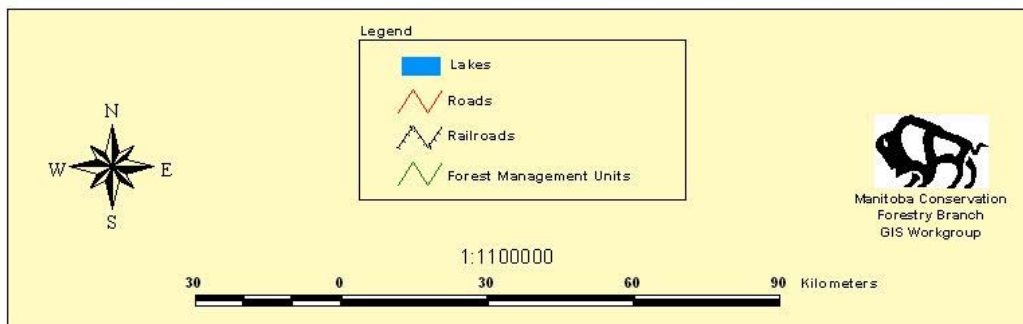 Legend
Lakes
Roads
Railroads
Forest Management Units
N
W E
S
Manitoba Conservation
Forestry Branch
GIS Workgroup
1:1100000
30 0 30 60 90 Kilometers